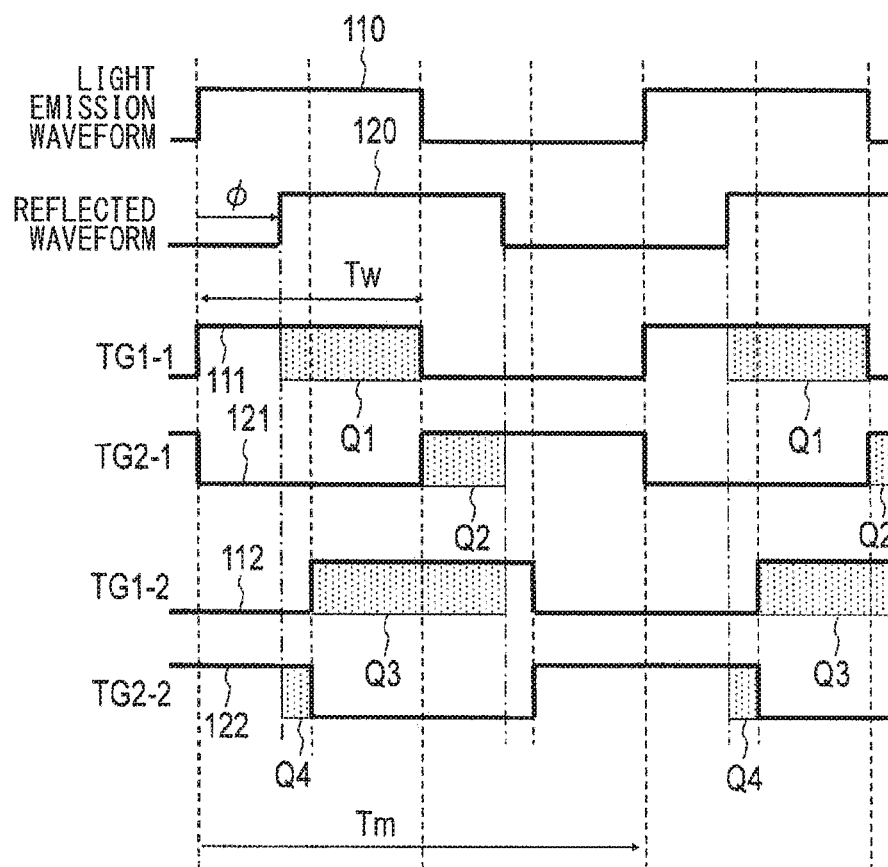 110
LIGHT
EMISSION
WAVEFORM
120
ϕ
REFLECTED
WAVEFORM
Tw
TG1-1
111
Q1
Q1
121
TG2-1
Q2
Q2
112
TG1-2
Q3
Q3
TG2-2
122
Q4
Q4
Tm